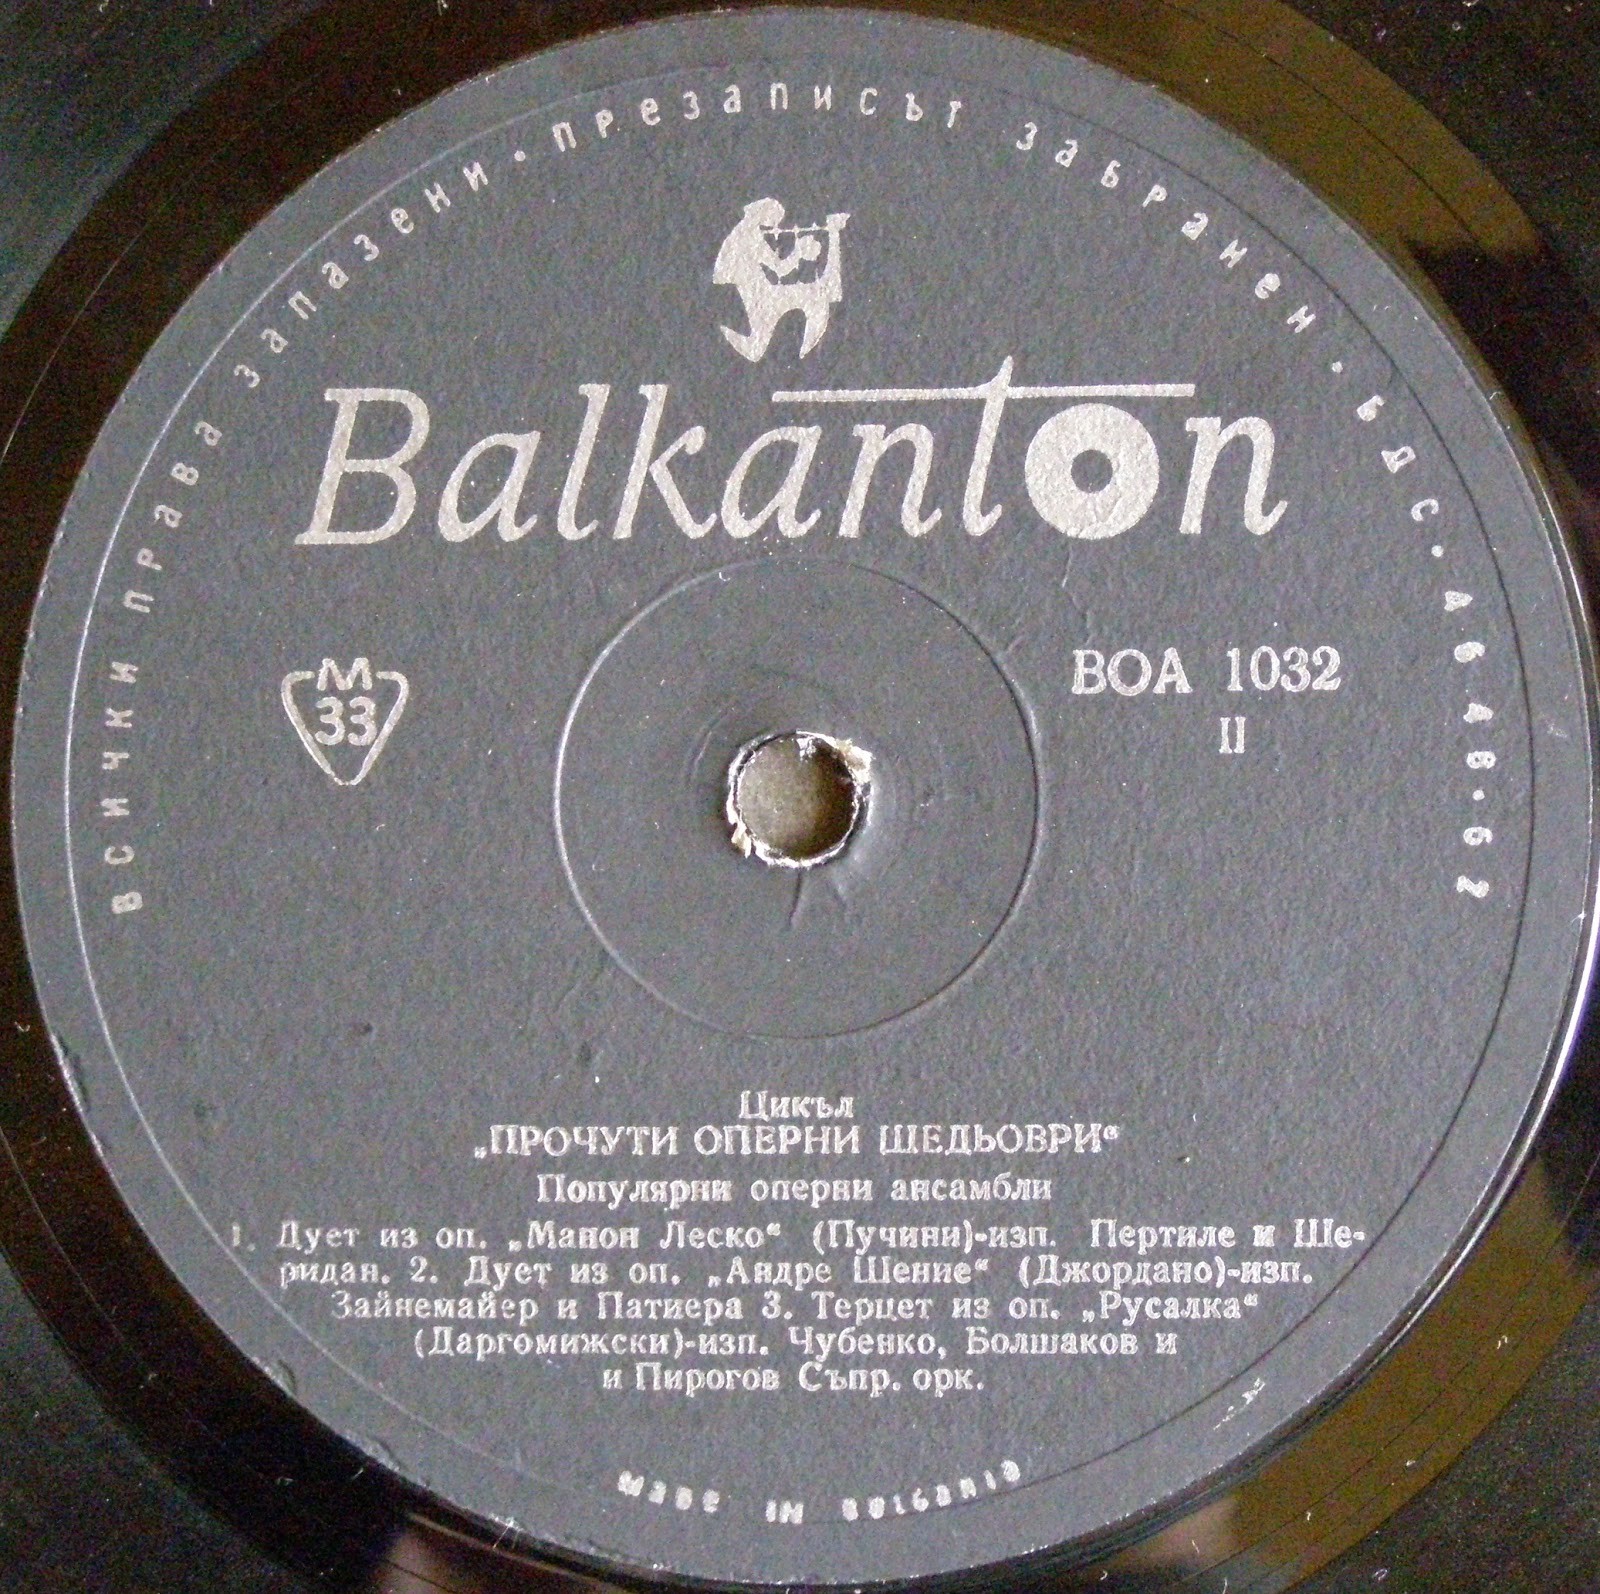 всички права запазени · презаписът забранен · бдс · 6648-62
Balkanton
М
33
ВОА 1032
II
Цикъл
„ПРОЧУТИ ОПЕРНИ ШЕДЬОВРИ“
Популярни оперни ансамбли
1. Дует из оп. „Манон Леско“ (Пучини)-изп. Пертиле и Ше-
ридан. 2. Дует из оп. „Андре Шение“ (Джордано)-изп.
Зайнемайер и Патиера 3. Терцет из оп. „Русалка“
(Даргомижски)-изп. Чубенко, Болшаков и
и Пирогов Съпр. орк.
MADE IN BULGARIA